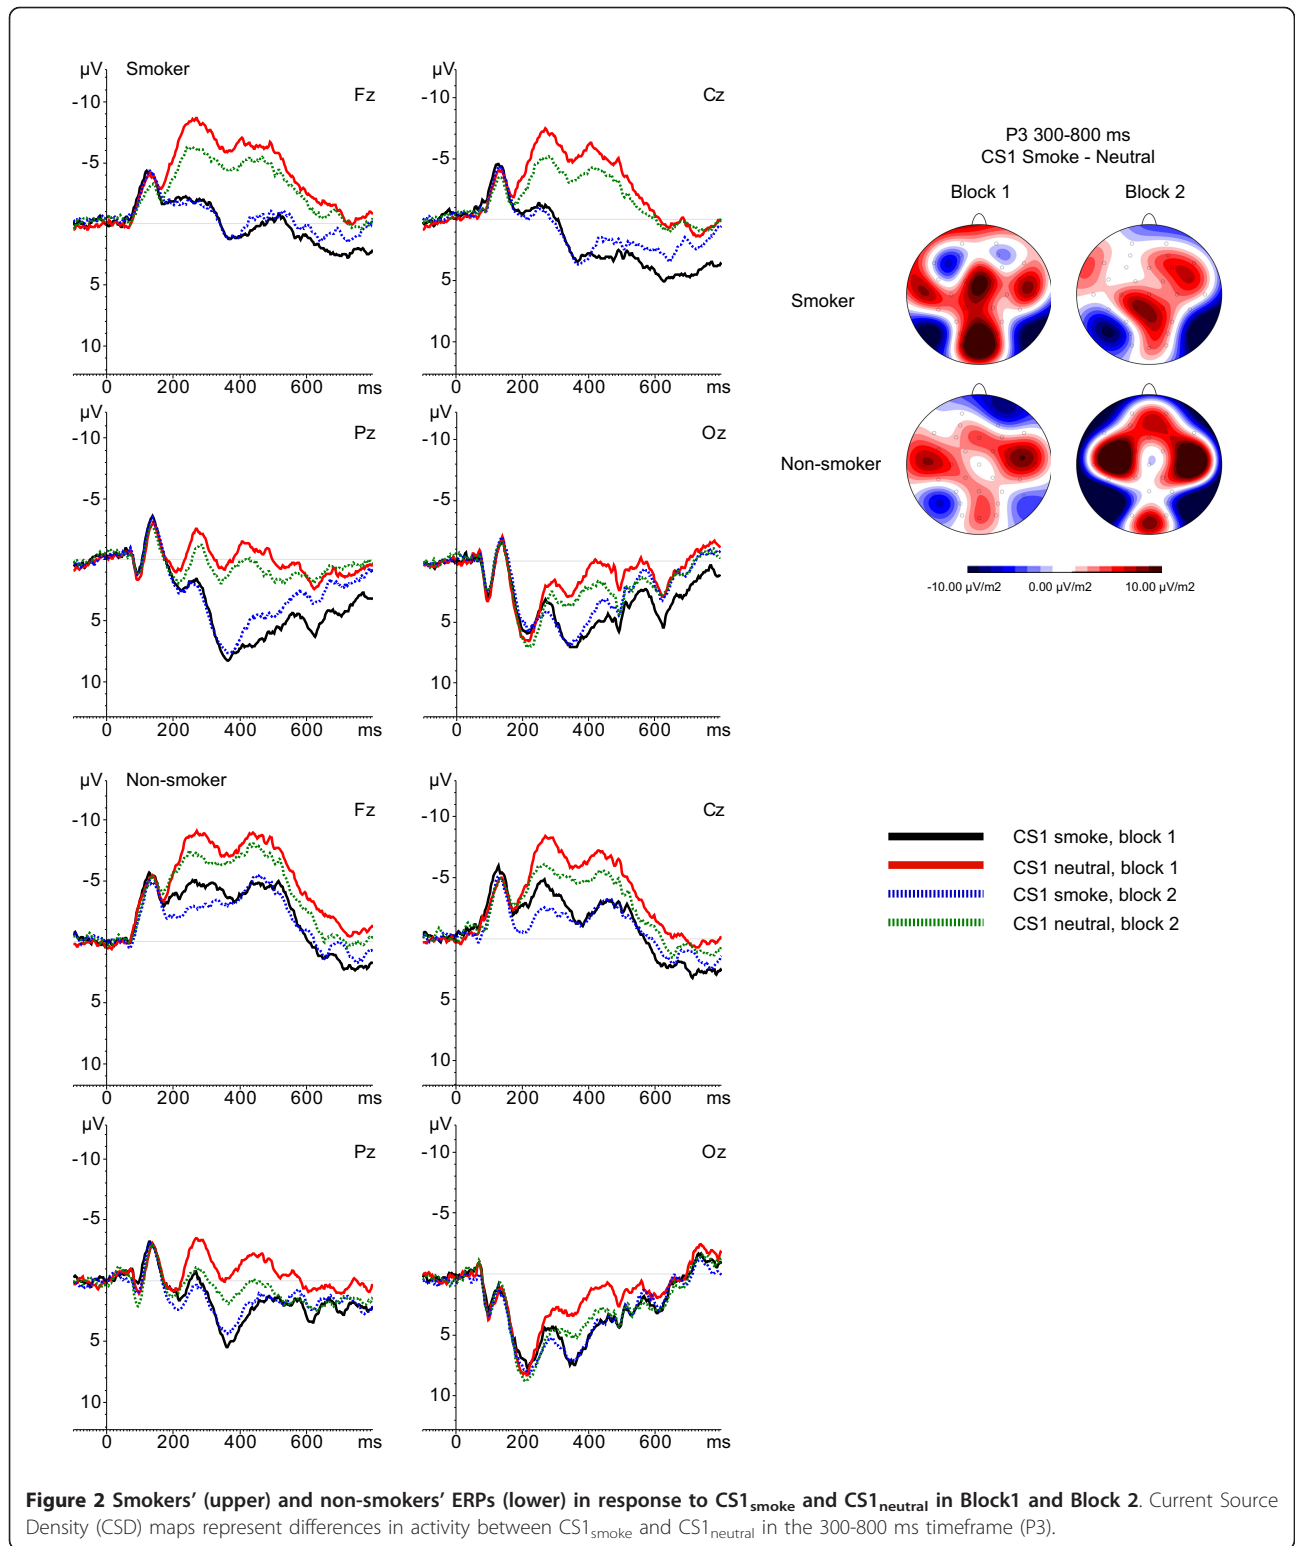 µV Smoker
Fz
-10
-5
5
10
0 200 400 600 ms
µV
Cz
-10
-5
5
10
0 200 400 600 ms
P3 300-800 ms
CS1 Smoke - Neutral
Block 1 Block 2
Smoker
Non-smoker
-10.00 µV/m2 0.00 µV/m2 10.00 µV/m2
µV
Pz
-10
-5
5
10
0 200 400 600 ms
µV
Oz
-10
-5
5
10
0 200 400 600 ms
µV Non-smoker
Fz
-10
-5
5
10
0 200 400 600 ms
µV
Cz
-10
-5
5
10
0 200 400 600 ms
CS1 smoke, block 1
CS1 neutral, block 1
CS1 smoke, block 2
CS1 neutral, block 2
µV
Pz
-10
-5
5
10
0 200 400 600 ms
µV
Oz
-10
-5
5
10
0 200 400 600 ms
Figure 2 Smokers’ (upper) and non-smokers’ ERPs (lower) in response to CS1smoke and CS1neutral in Block1 and Block 2. Current Source
Density (CSD) maps represent differences in activity between CS1smoke and CS1neutral in the 300-800 ms timeframe (P3).